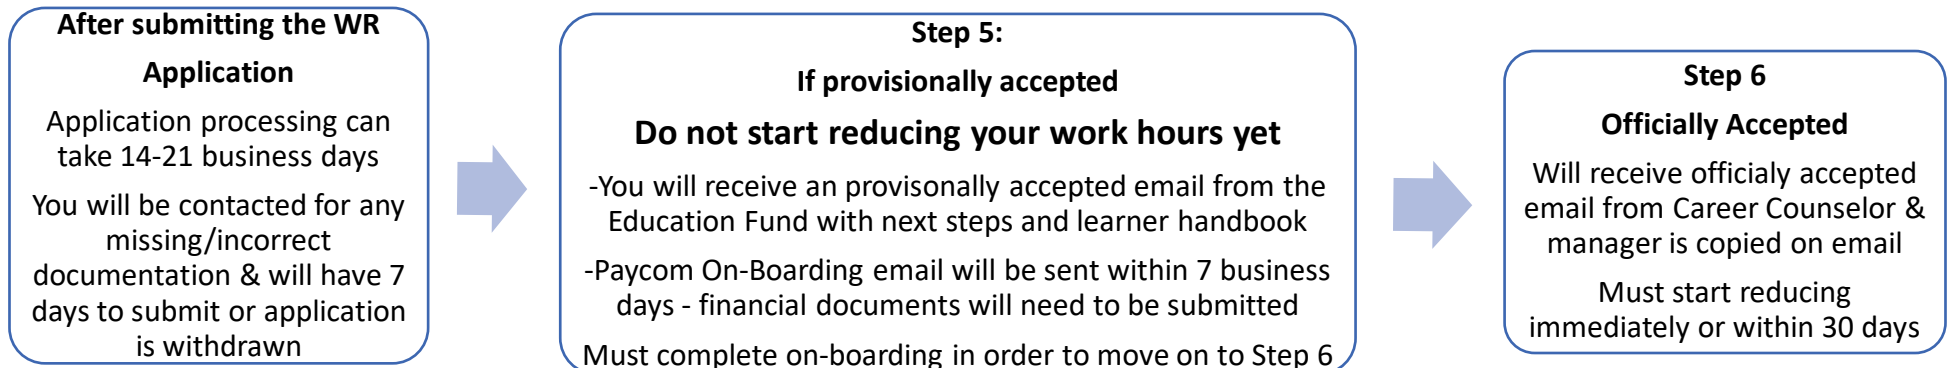 After submitting the WR
Application
Application processing can
take 14-21 business days
You will be contacted for any
missing/incorrect
documentation & will have 7
days to submit or application
is withdrawn
Step 5:
If provisionally accepted
Do not start reducing your work hours yet
-You will receive an provisonally accepted email from the
Education Fund with next steps and learner handbook
-Paycom On-Boarding email will be sent within 7 business
days - financial documents will need to be submitted
Must complete on-boarding in order to move on to Step 6
Step 6
Officially Accepted
Will receive officialy accepted
email from Career Counselor &
manager is copied on email
Must start reducing
immediately or within 30 days